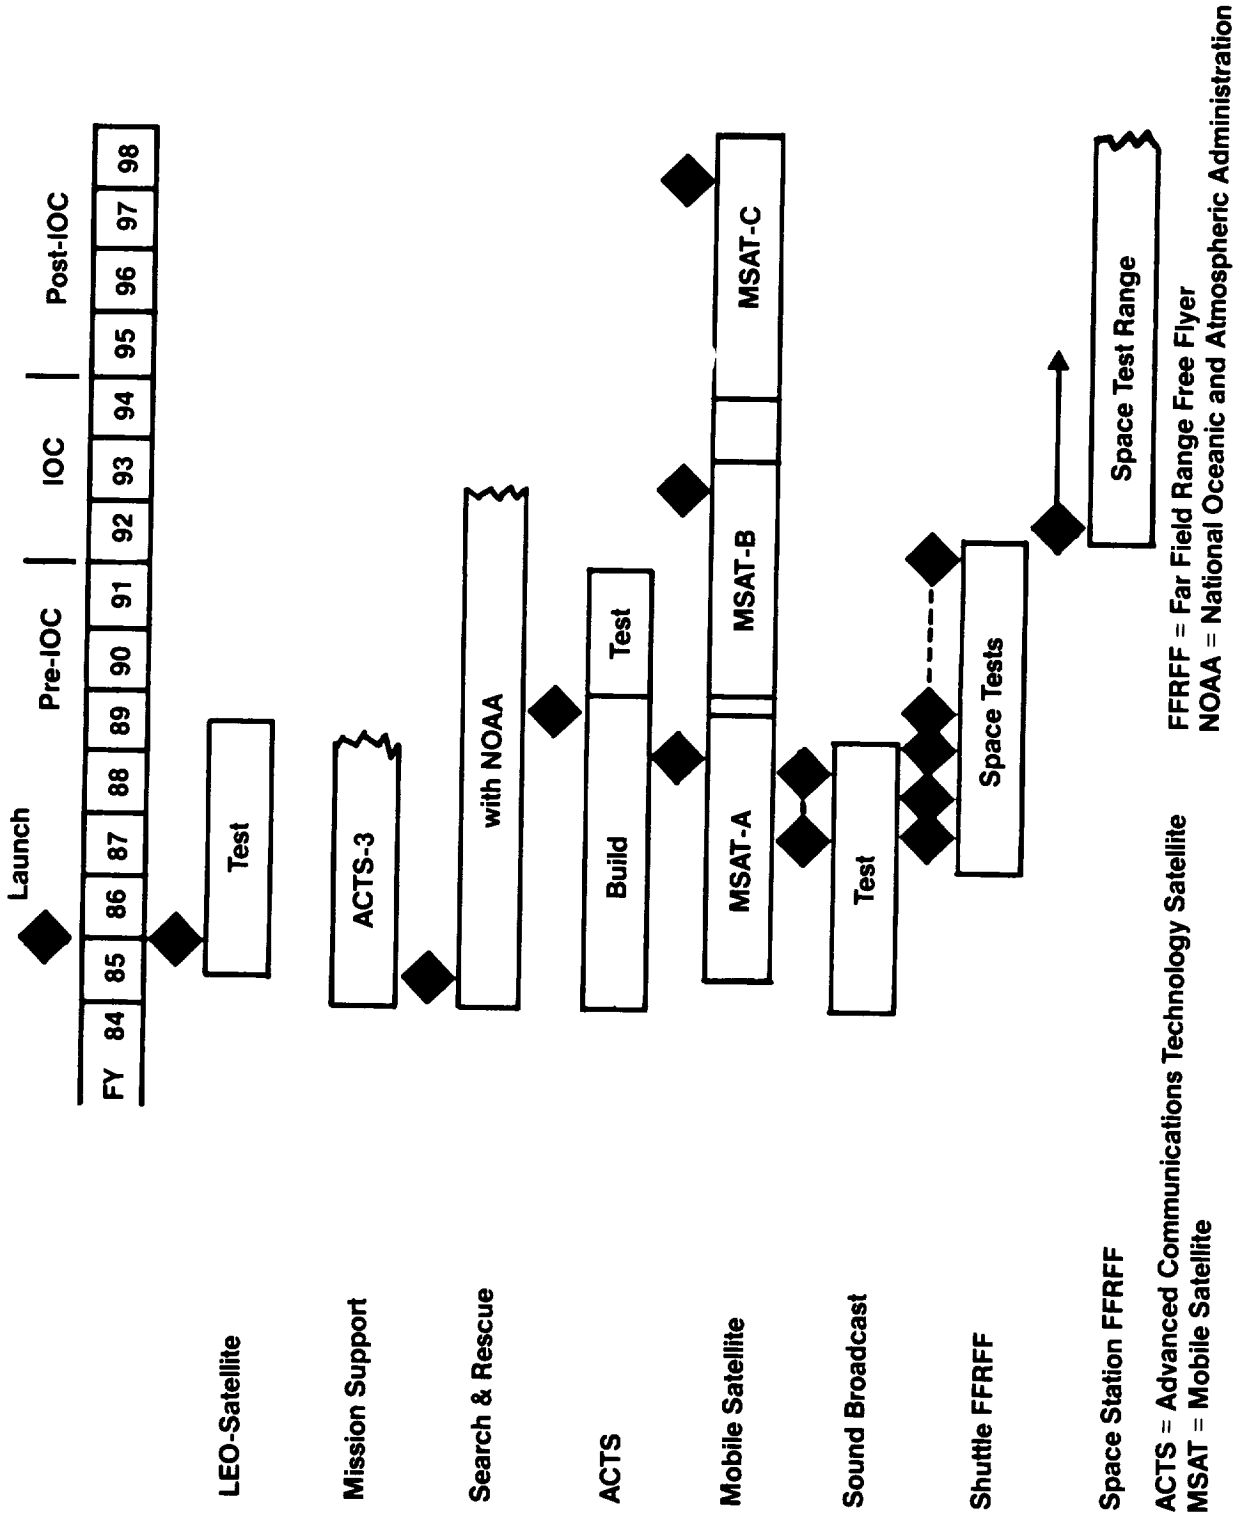 Launch
Pre-IOC IOC Post-IOC
FY 84 85 86 87 88 89 90 91 92 93 94 95 96 97 98
LEO-Satellite Test
Mission Support ACTS-3
Search & Rescue with NOAA
ACTS Build Test
Mobile Satellite MSAT-A MSAT-B MSAT-C
Sound Broadcast Test
Shuttle FFRFF Space Tests
Space Station FFRFF Space Test Range
ACTS = Advanced Communications Technology Satellite FFRFF = Far Field Range Free Flyer
MSAT = Mobile Satellite NOAA = National Oceanic and Atmospheric Administration